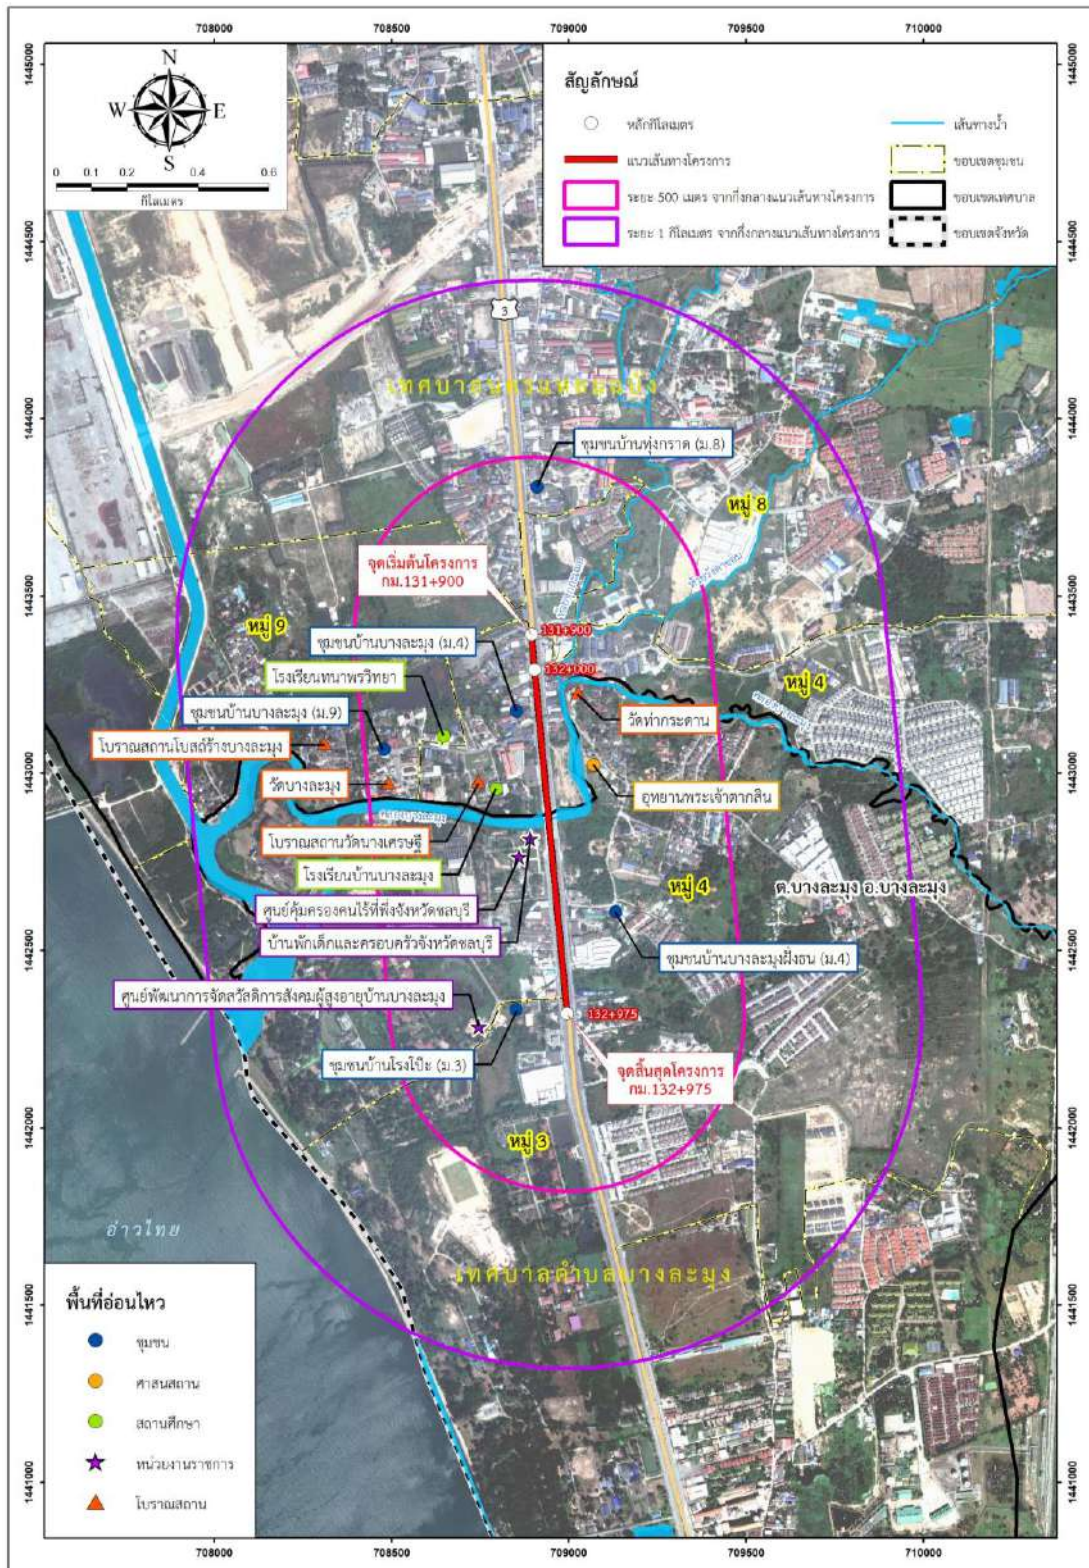 708000
708500
709000
709500
710000
1445000
1445000
N
W
E
S
0
0.1
0.2
0.4
0.6
กิโลเมตร
สัญลักษณ์
หลักกิโลเมตร
แนวเส้นทางโครงการ
ระยะ 500 เมตร จากกึ่งกลางแนวเส้นทางโครงการ
ระยะ 1 กิโลเมตร จากกึ่งกลางแนวเส้นทางโครงการ
เส้นทางน้ำ
ขอบเขตชุมชน
ขอบเขตเทศบาล
ขอบเขตจังหวัด
1444500
1444500
3
เทศบาลนครแหลมฉบัง
1444000
1444000
ชุมชนบ้านทุ่งกราด (ม.8)
หมู่ 8
จุดเริ่มต้นโครงการ
กม.131+900
1443500
1443500
หมู่ 9
131+900
ชุมชนบ้านบางละมุง (ม.4)
132+000
โรงเรียนทนาพรวิทยา
หมู่ 4
วัดท่ากระดาน
ชุมชนบ้านบางละมุง (ม.9)
โบราณสถานโบสถ์ร้างบางละมุง
1443000
1443000
วัดบางละมุง
อุทยานพระเจ้าตากสิน
คลองบางละมุง
โบราณสถานวัดนางเศรษฐี
โรงเรียนบ้านบางละมุง
หมู่ 4
ต.บางละมุง อ.บางละมุง
ศูนย์คุ้มครองคนไร้ที่พึ่งจังหวัดชลบุรี
บ้านพักเด็กและครอบครัวจังหวัดชลบุรี
1442500
1442500
ชุมชนบ้านบางละมุงฝั่งธน (ม.4)
ศูนย์พัฒนาการจัดสวัสดิการสังคมผู้สูงอายุบ้านบางละมุง
132+975
ชุมชนบ้านโรงโป๊ะ (ม.3)
จุดสิ้นสุดโครงการ
กม.132+975
1442000
1442000
หมู่ 3
อ่าวไทย
เทศบาลตำบลบางละมุง
1441500
1441500
พื้นที่อ่อนไหว
ชุมชน
ศาสนสถาน
สถานศึกษา
หน่วยงานราชการ
โบราณสถาน
1441000
1441000
708000
708500
709000
709500
710000